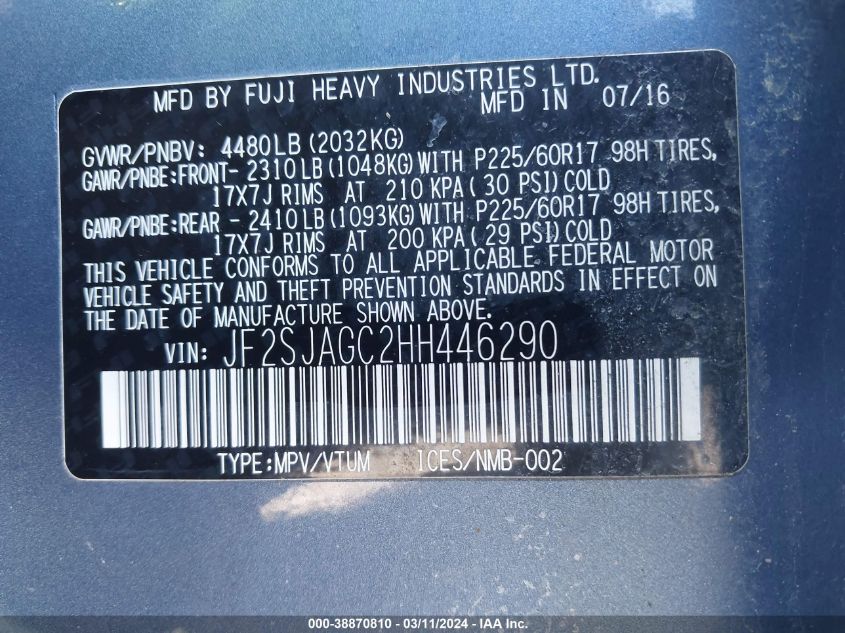 MFD BY FUJI HEAVY INDUSTRIES LTD.
MFD IN 07/16
GVWR/PNBV: 4480LB (2032KG)
GAWR/PNBE:FRONT- 2310LB (1048KG) WITH P225/60R17 98H TIRES,
17X7J RIMS AT 210 KPA ( 30 PSI) COLD
GAWR/PNBE:REAR - 2410LB (1093KG) WITH P225/60R17 98H TIRES,
17X7J RIMS AT 200 KPA ( 29 PSI) COLD
THIS VEHICLE CONFORMS TO ALL APPLICABLE FEDERAL MOTOR
VEHICLE SAFETY AND THEFT PREVENTION STANDARDS IN EFFECT ON
THE DATE OF MANUFACTURE SHOWN ABOVE.
VIN: JF2SJAGC2HH446290
TYPE:MPV/VTUM ICES/NMB-002
000-38870810 - 03/11/2024 - IAA Inc.